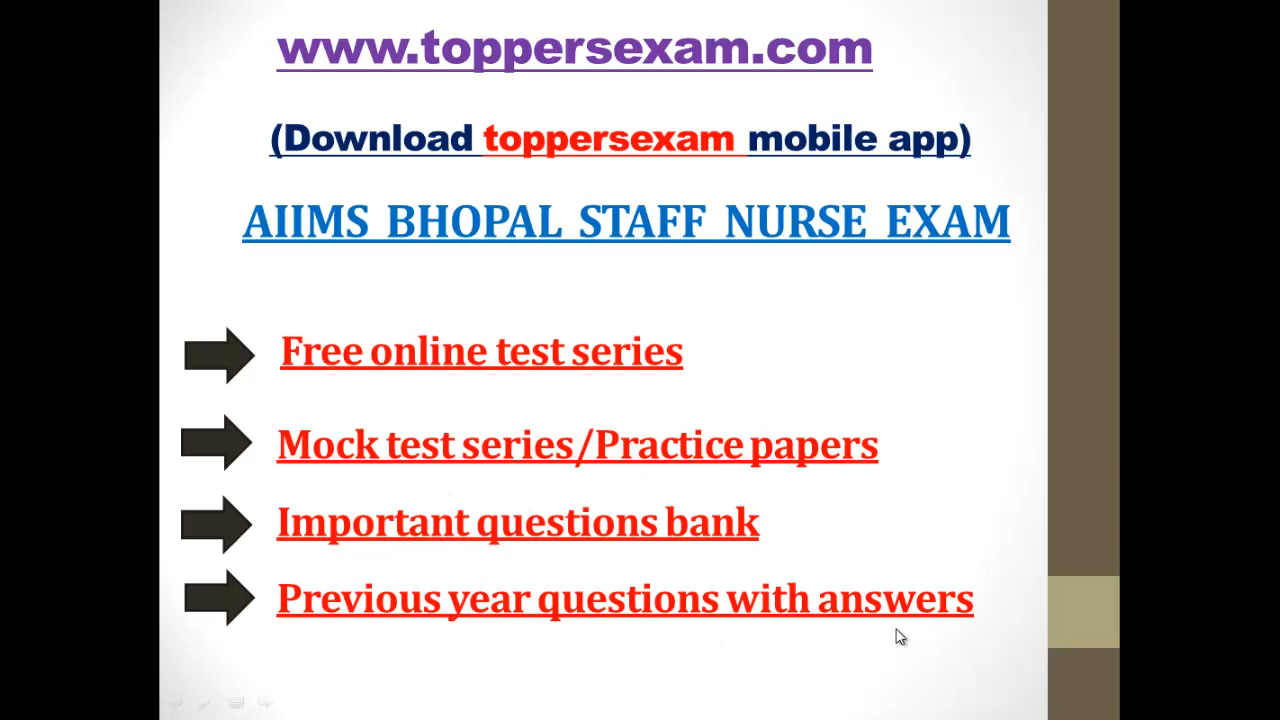 www.toppersexam.com
(Download toppersexam mobile app)
AIIMS BHOPAL STAFF NURSE EXAM
Free online test series
Mock test series/Practice papers
Important questions bank
Previous year questions with answers